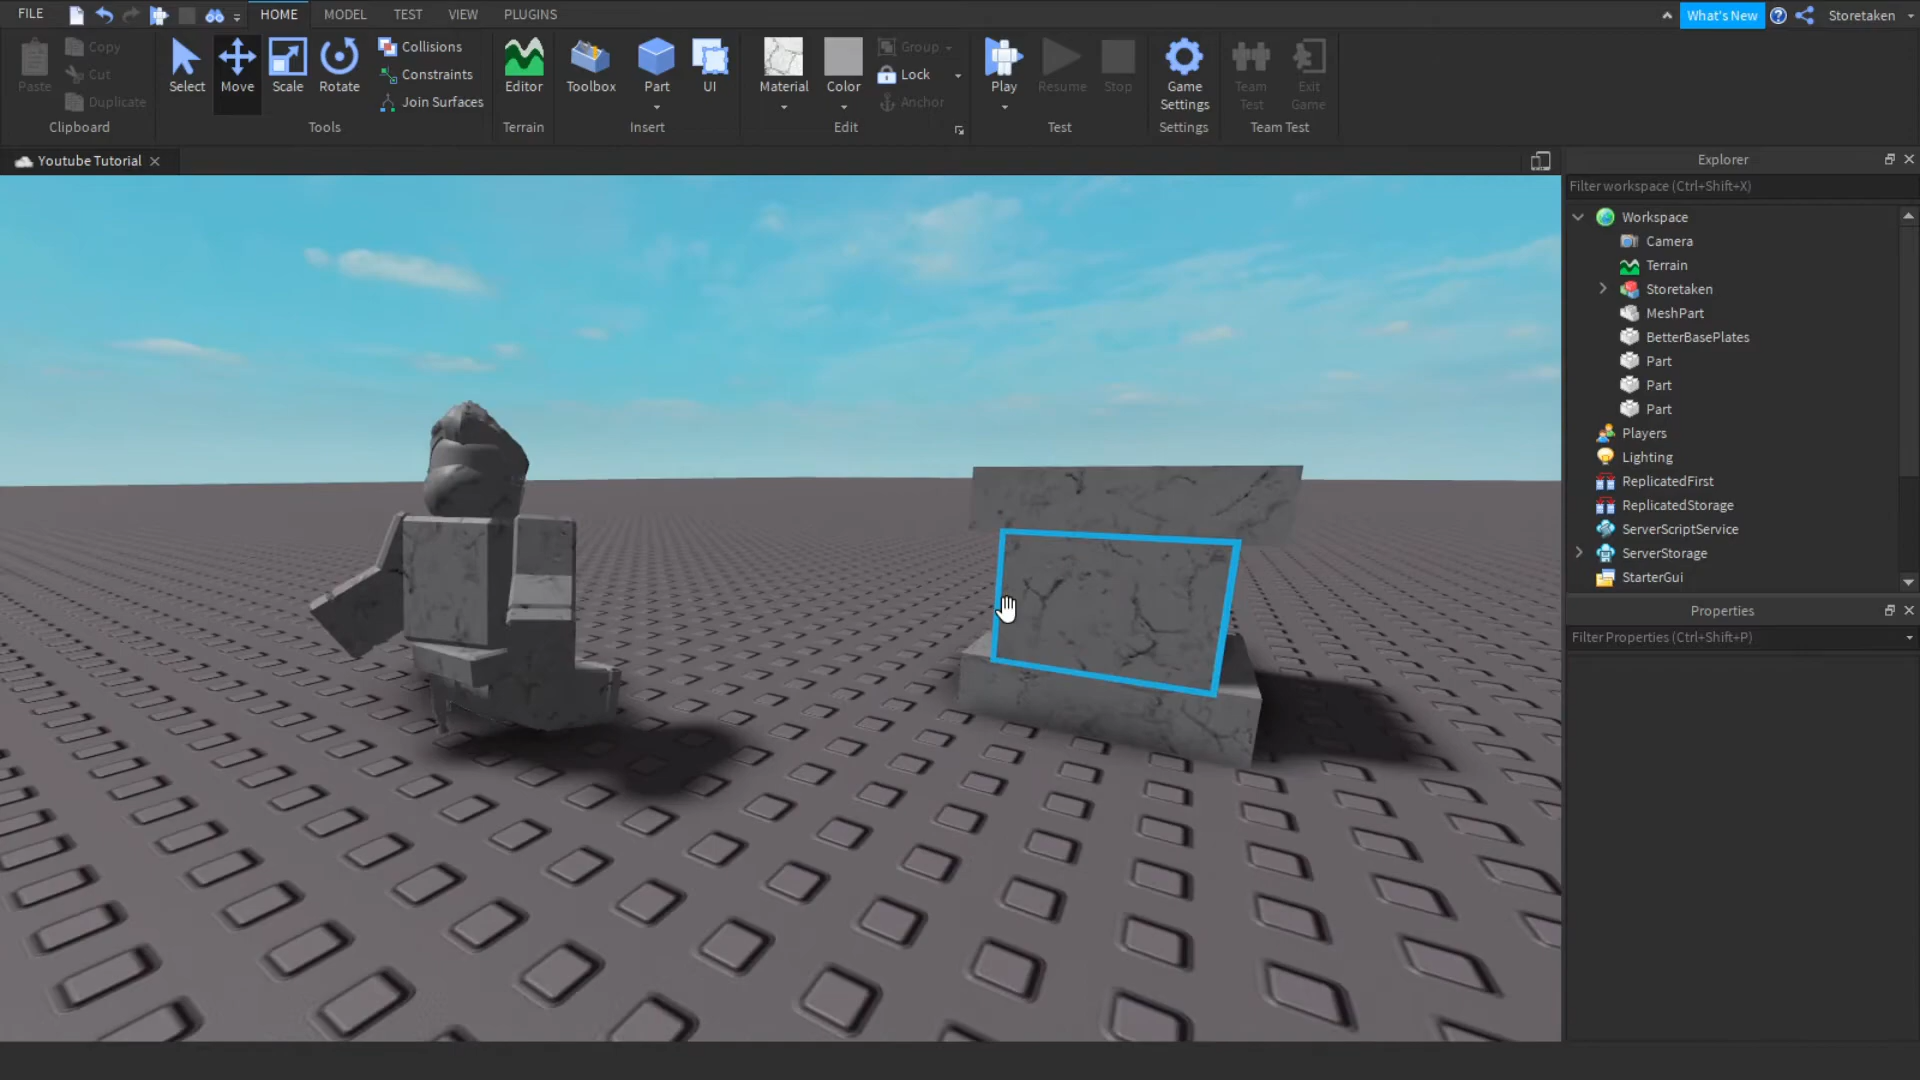 FILE HOME MODEL TEST VIEW PLUGINS What's New Storetaken
Paste Copy Cut Duplicate Clipboard
Select Move Scale Rotate Collisions Constraints Join Surfaces Tools
Editor Terrain
Toolbox Part UI Insert
Material Color Group Lock Anchor Edit
Play Resume Stop Test
Game Settings Settings
Team Test Exit Game Team Test
Youtube Tutorial
Explorer
Filter workspace (Ctrl+Shift+X)
Workspace
Camera
Terrain
Storetaken
MeshPart
BetterBasePlates
Part
Part
Part
Players
Lighting
ReplicatedFirst
ReplicatedStorage
ServerScriptService
ServerStorage
StarterGui
Properties
Filter Properties (Ctrl+Shift+P)